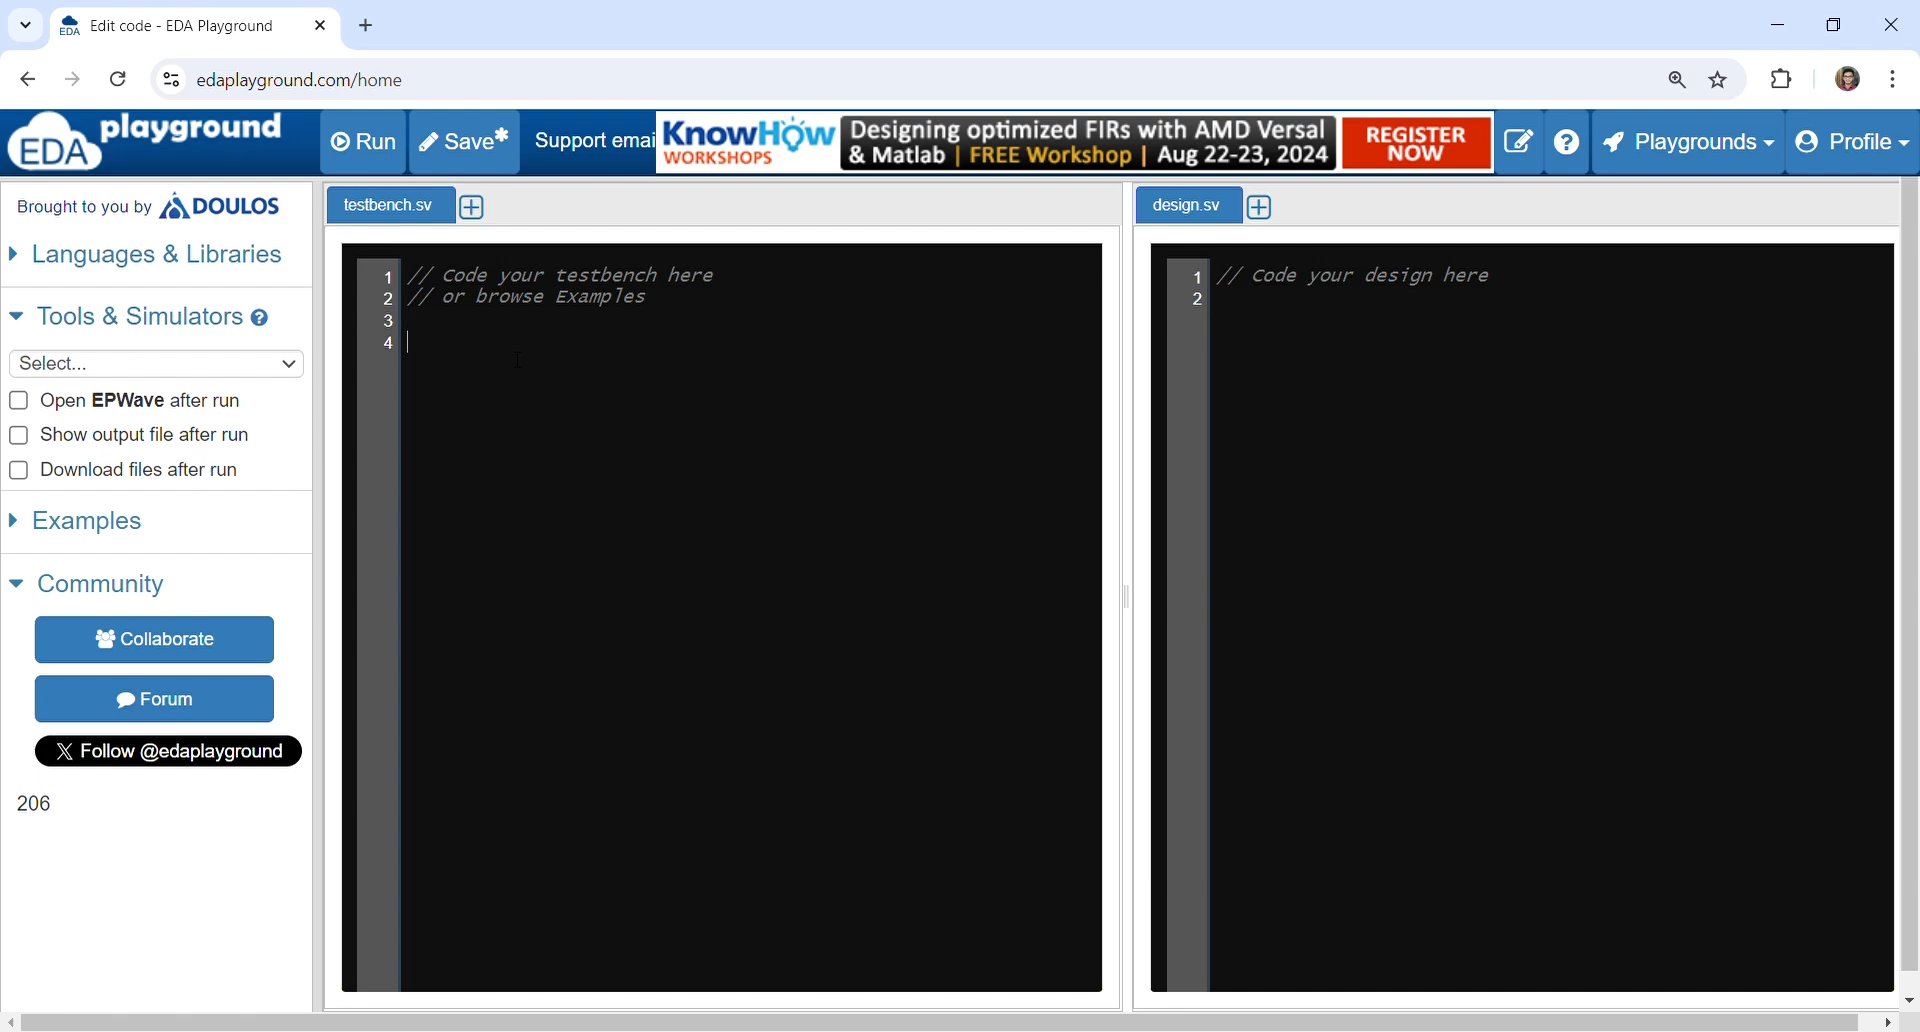 Edit code - EDA Playground
edaplayground.com/home
EDA playground
Run
Save*
Support emai
KnowHow WORKSHOPS
Designing optimized FIRs with AMD Versal
& Matlab | FREE Workshop | Aug 22-23, 2024
REGISTER NOW
Playgrounds
Profile
Brought to you by DOULOS
Languages & Libraries
Tools & Simulators
Select...
Open EPWave after run
Show output file after run
Download files after run
Examples
Community
Collaborate
Forum
Follow @edaplayground
206
testbench.sv
1 // Code your testbench here
2 // or browse Examples
3
4
design.sv
1 // Code your design here
2